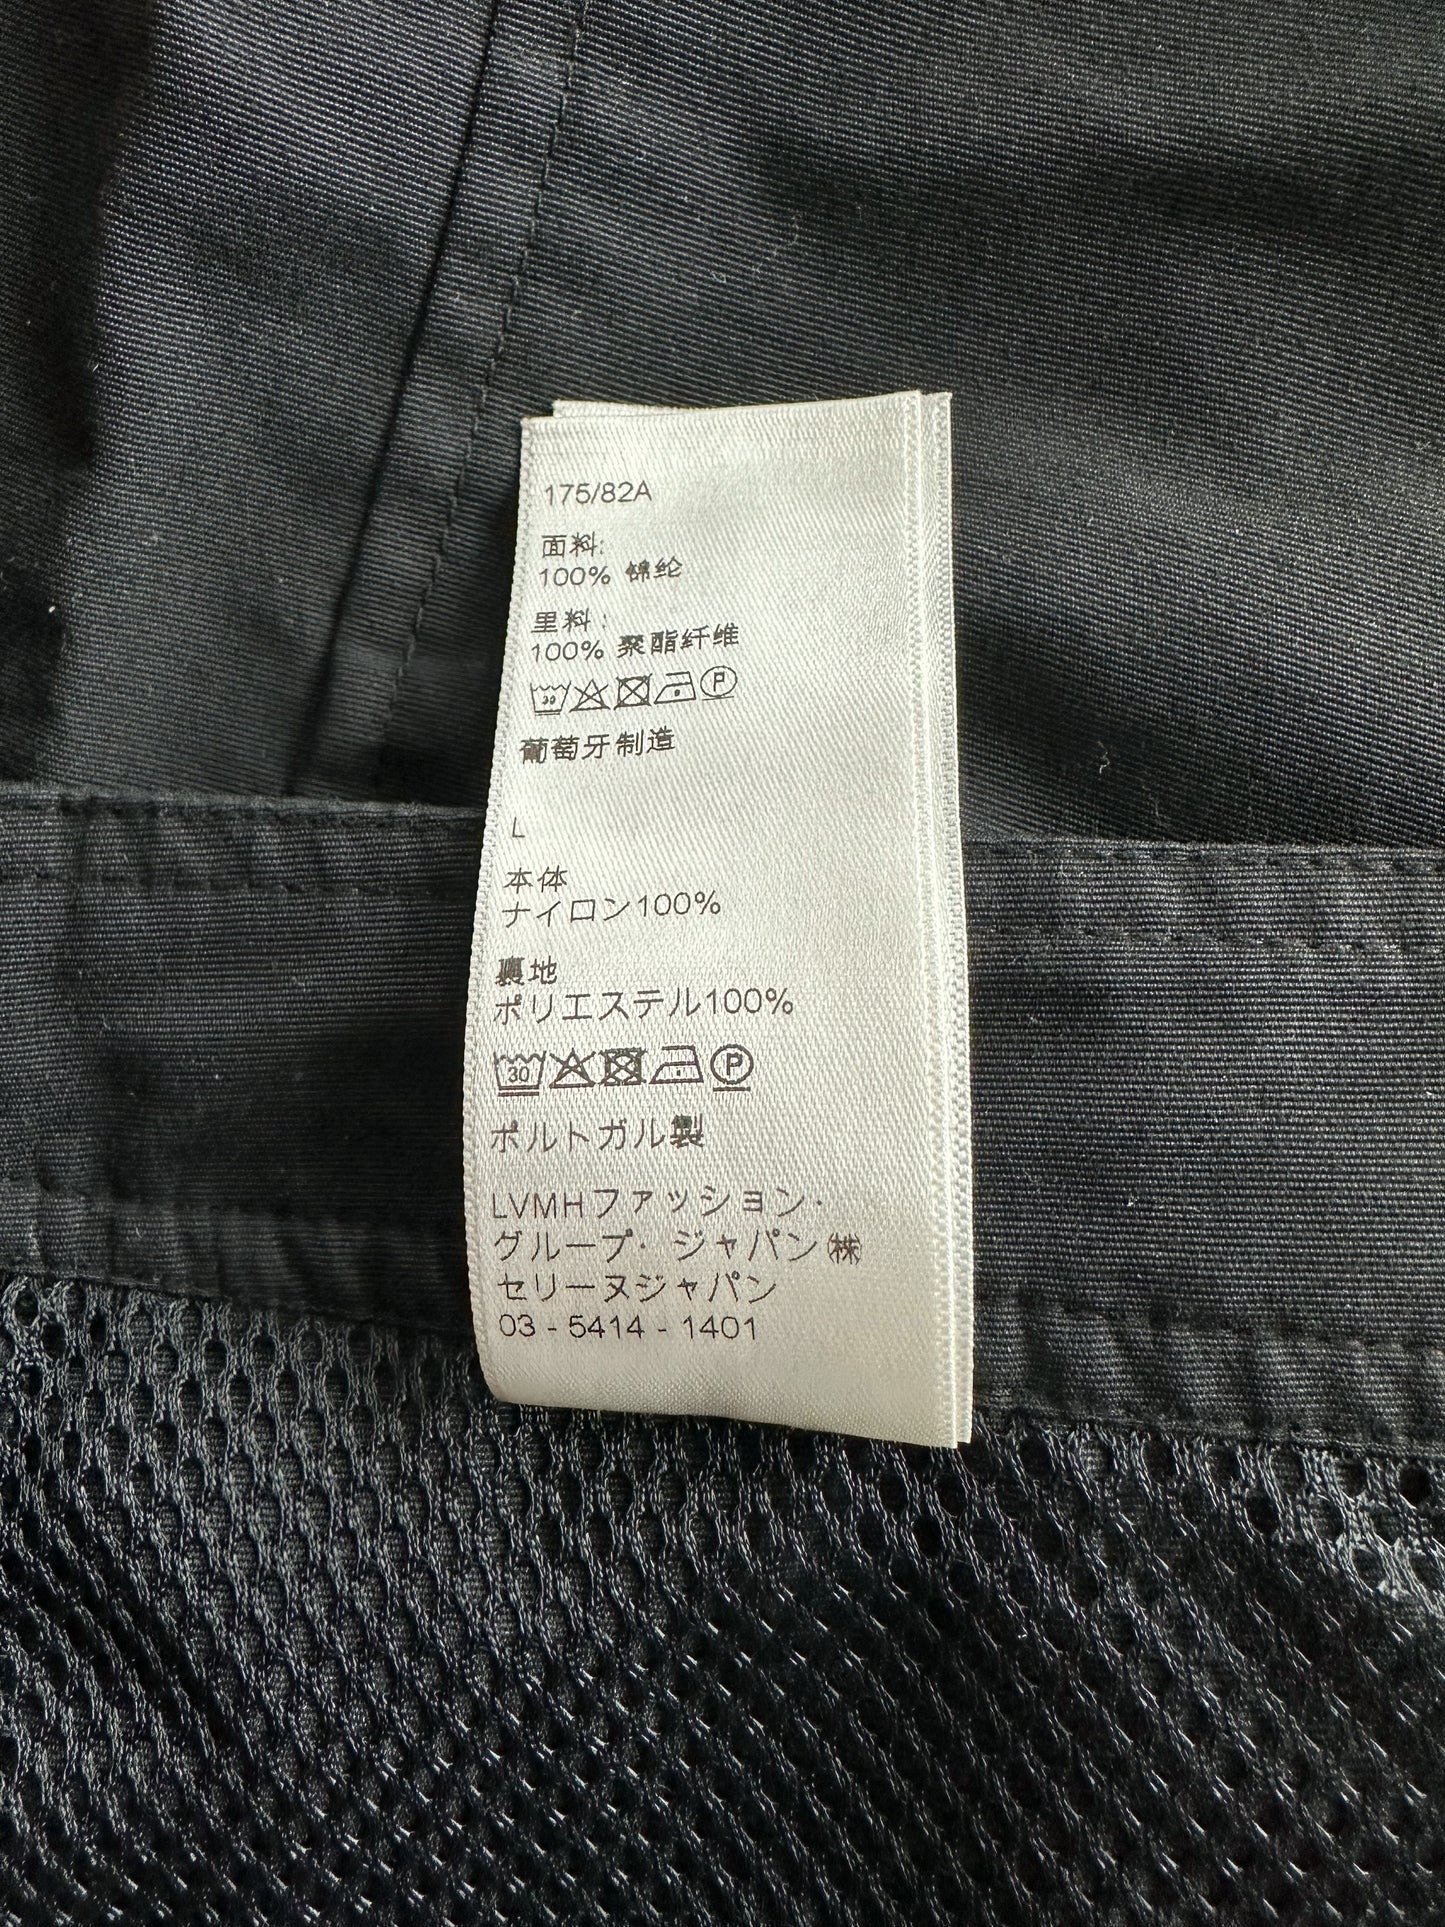 175/82A
面料:
100% 锦纶
里料:
100% 聚酯纤维
30
P
葡萄牙制造
L
本体
ナイロン100%
裏地
ポリエステル100%
30
P
ポルトガル製
LVMHファッション・
グループ・ジャパン㈱
セリーヌジャパン
03 - 5414 - 1401